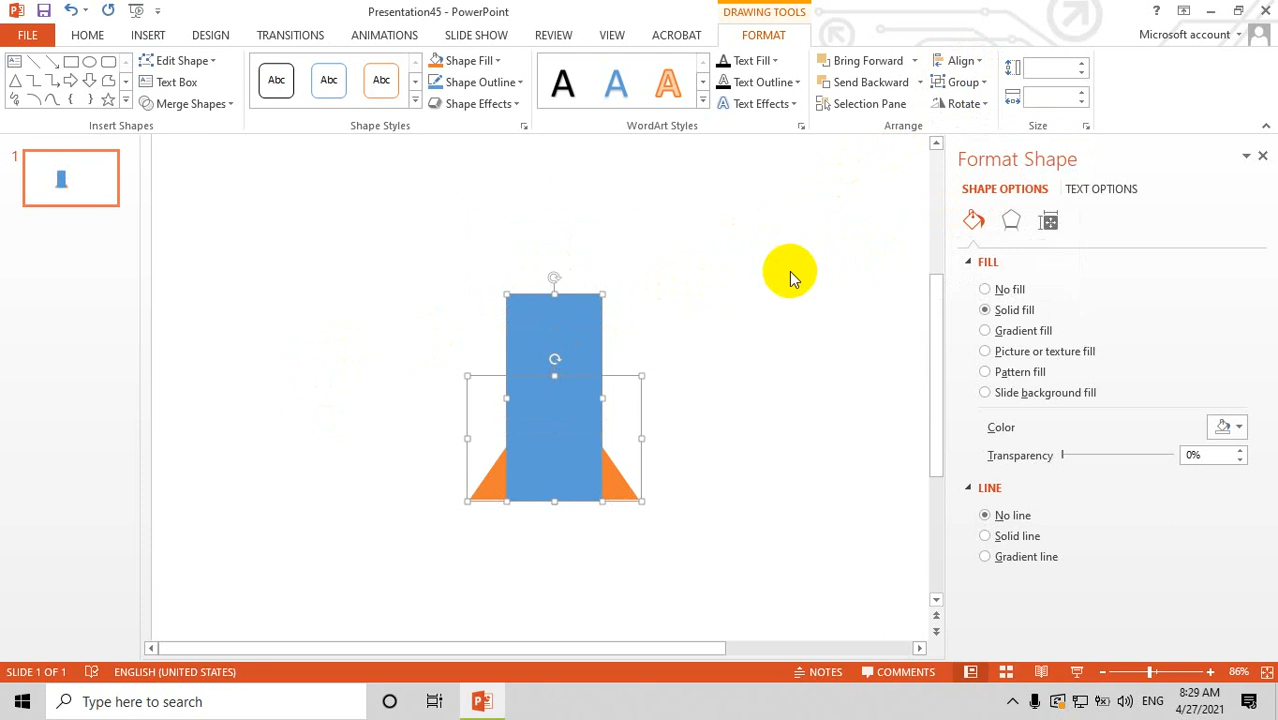 Presentation45 - PowerPoint
DRAWING TOOLS
?
FILE HOME INSERT DESIGN TRANSITIONS ANIMATIONS SLIDE SHOW REVIEW VIEW ACROBAT FORMAT
Microsoft account
Edit Shape
Text Box
Merge Shapes
Insert Shapes
Abc Abc Abc
Shape Fill
Shape Outline
Shape Effects
Shape Styles
A A A
Text Fill
Text Outline
Text Effects
WordArt Styles
Bring Forward
Send Backward
Selection Pane
Align
Group
Rotate
Arrange
Size
1
Format Shape
SHAPE OPTIONS TEXT OPTIONS
FILL
No fill
Solid fill
Gradient fill
Picture or texture fill
Pattern fill
Slide background fill
Color
Transparency 0%
LINE
No line
Solid line
Gradient line
SLIDE 1 OF 1 ENGLISH (UNITED STATES) NOTES COMMENTS 86%
Type here to search
ENG
8:29 AM
4/27/2021